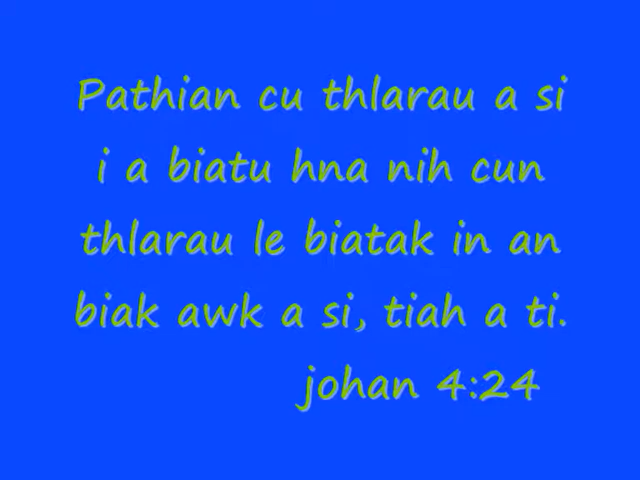 Pathian cu thlarau a si
i a biatu hna nih cun
thlarau le biatak in an
biak awk a si, tiah a ti.
johan 4:24